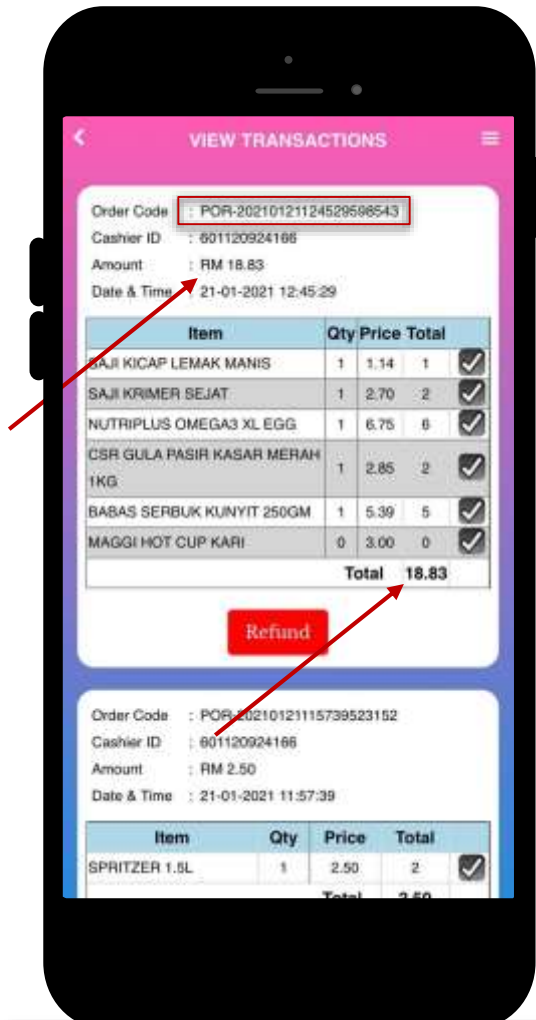 VIEW TRANSACTIONS
Order Code : POR-20210121124529598543
Cashier ID : 601120924166
Amount : RM 18.83
Date & Time : 21-01-2021 12:45:29
Item Qty Price Total
SAJI KICAP LEMAK MANIS 1 1.14 1
SAJI KRIMER SEJAT 1 2.70 2
NUTRIPLUS OMEGA3 XL EGG 1 6.75 6
CSR GULA PASIR KASAR MERAH
1KG 1 2.85 2
BABAS SERBUK KUNYIT 250GM 1 5.39 5
MAGGI HOT CUP KARI 0 3.00 0
Total 18.83
Refund
Order Code : POR-20210121115739523152
Cashier ID : 601120924166
Amount : RM 2.50
Date & Time : 21-01-2021 11:57:39
Item Qty Price Total
SPRITZER 1.5L 1 2.50 2
Total 2.50